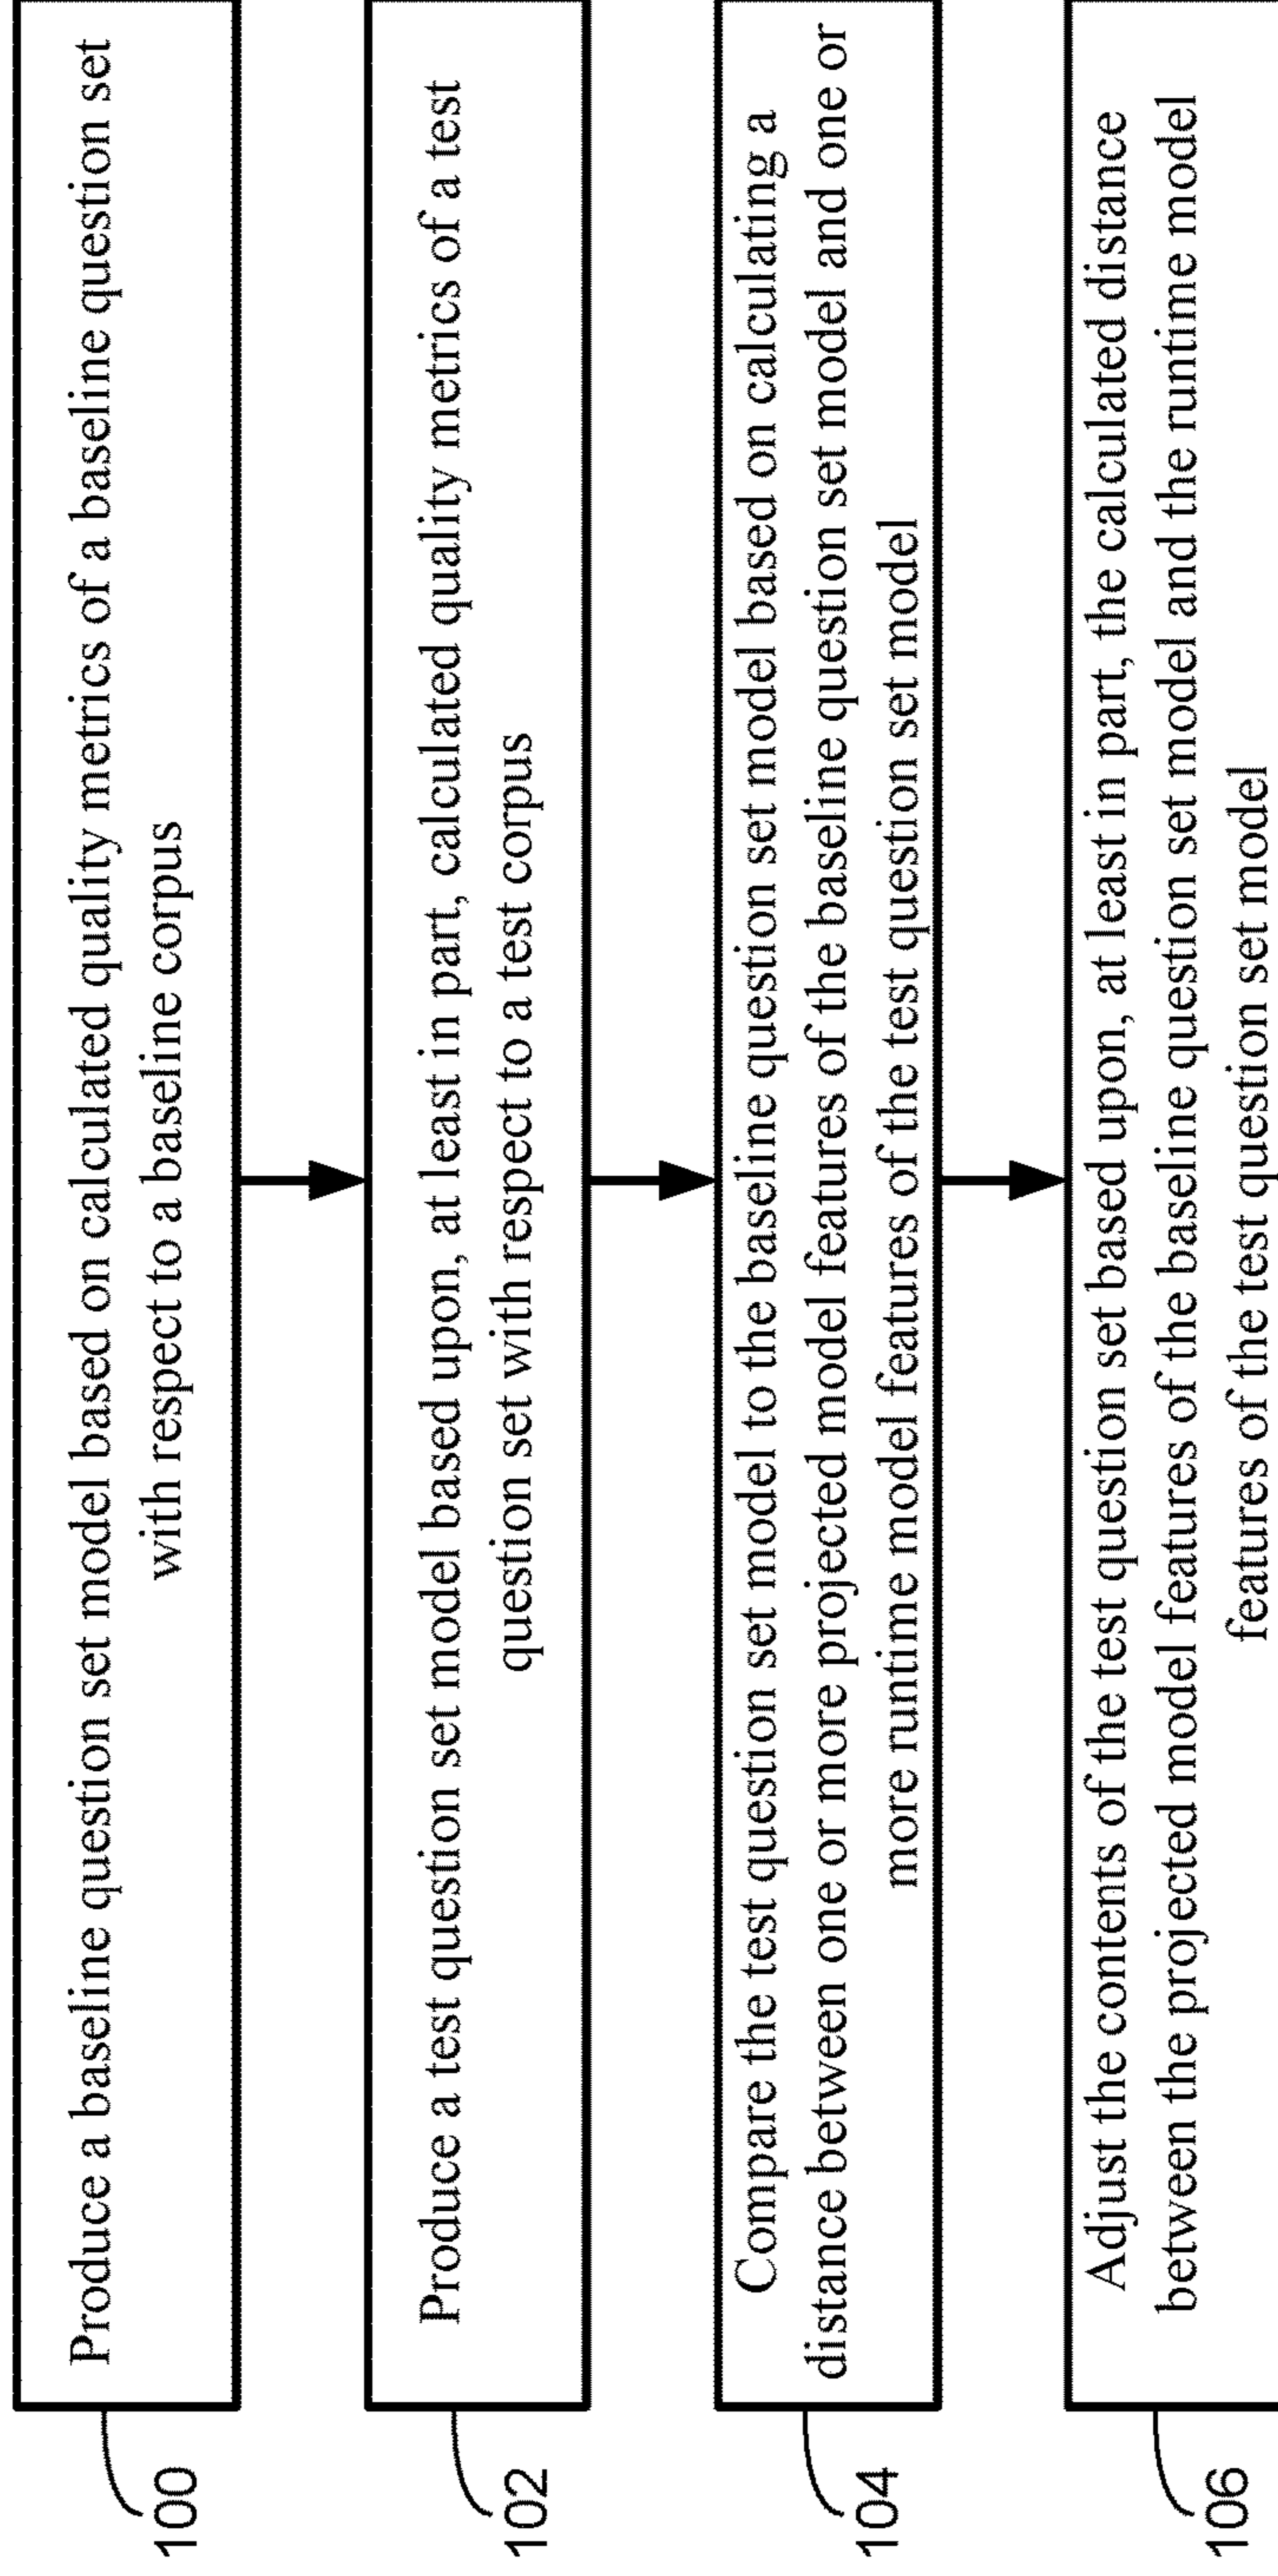 Produce a baseline question set model based on calculated quality metrics of a baseline question set
with respect to a baseline corpus
100
Produce a test question set model based upon, at least in part, calculated quality metrics of a test
question set with respect to a test corpus
102
Compare the test question set model to the baseline question set model based on calculating a
distance between one or more projected model features of the baseline question set model and one or
more runtime model features of the test question set model
104
Adjust the contents of the test question set based upon, at least in part, the calculated distance
between the projected model features of the baseline question set model and the runtime model
features of the test question set model
106